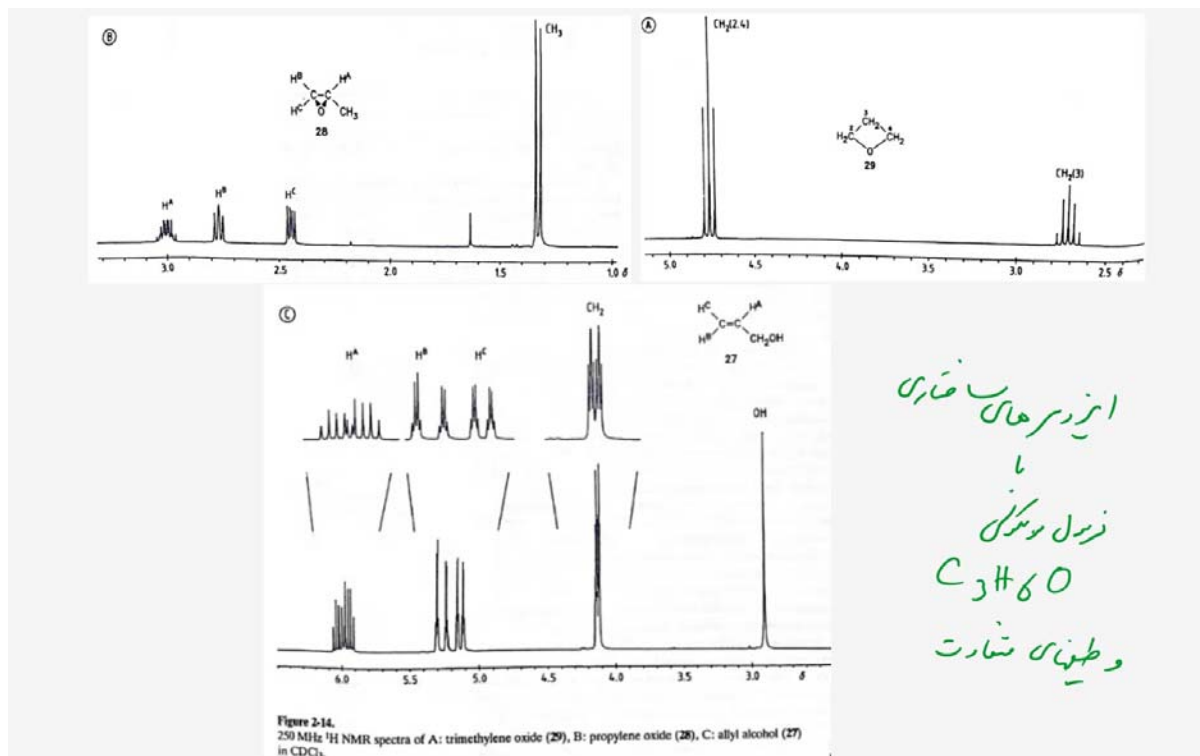 B
CH3
HB
HA
C-C
HC
O
CH3
28
HA
HB
HC
3.0
2.5
2.0
1.5
1.0 δ
A
CH2(2.4)
3
2
CH2
4
H2C
CH2
O
29
CH2(3)
5.0
4.5
4.0
3.5
3.0
2.5 δ
C
CH2
HC
HA
C=C
HB
CH2OH
27
HA
HB
HC
OH
6.0
5.5
5.0
4.5
4.0
3.5
3.0
δ
Figure 2-14.
250 MHz ¹H NMR spectra of A: trimethylene oxide (29), B: propylene oxide (28), C: allyl alcohol (27)
in CDCl3.
ایزومرهای ساختاری
با
فرمول مولکولی
C3H6O
و طیفهای متفاوت